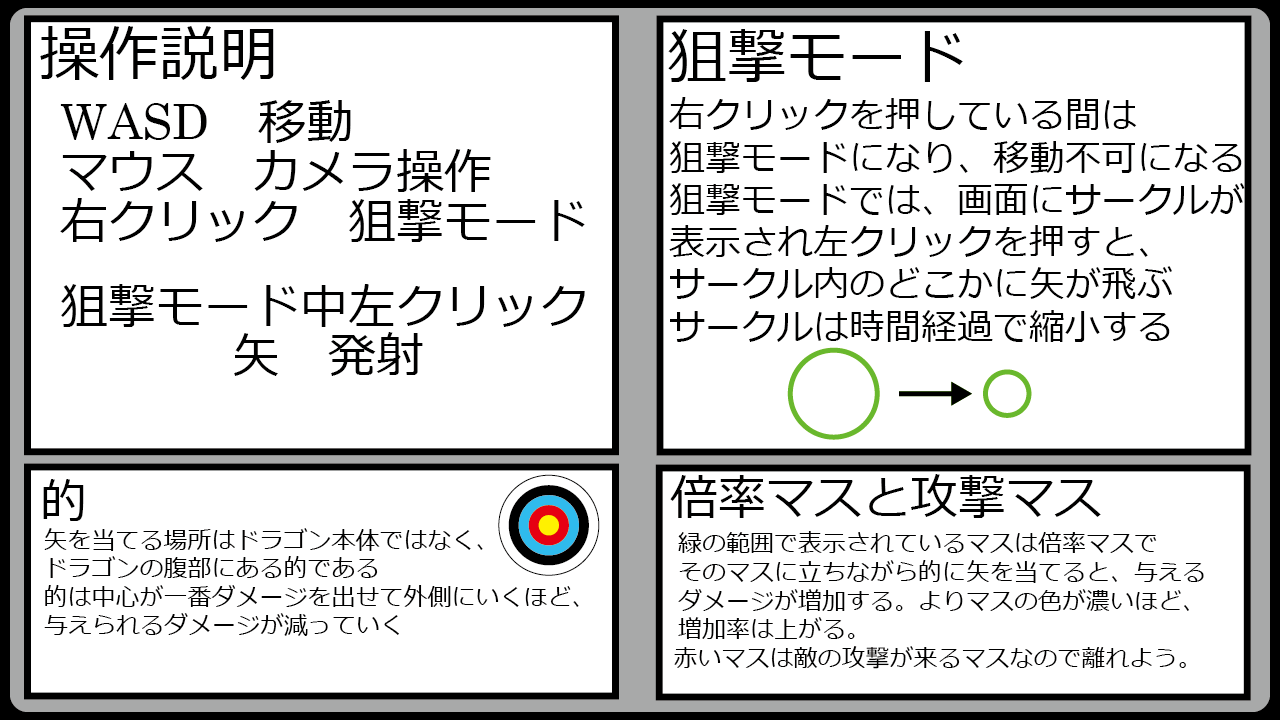 操作説明
WASD　移動
マウス　カメラ操作
右クリック　狙撃モード
狙撃モード中左クリック
矢　発射
狙撃モード
右クリックを押している間は
狙撃モードになり、移動不可になる
狙撃モードでは、画面にサークルが
表示され左クリックを押すと、
サークル内のどこかに矢が飛ぶ
サークルは時間経過で縮小する
的
矢を当てる場所はドラゴン本体ではなく、
ドラゴンの腹部にある的である
的は中心が一番ダメージを出せて外側にいくほど、
与えられるダメージが減っていく
倍率マスと攻撃マス
緑の範囲で表示されているマスは倍率マスで
そのマスに立ちながら的に矢を当てると、与える
ダメージが増加する。よりマスの色が濃いほど、
増加率は上がる。
赤いマスは敵の攻撃が来るマスなので離れよう。